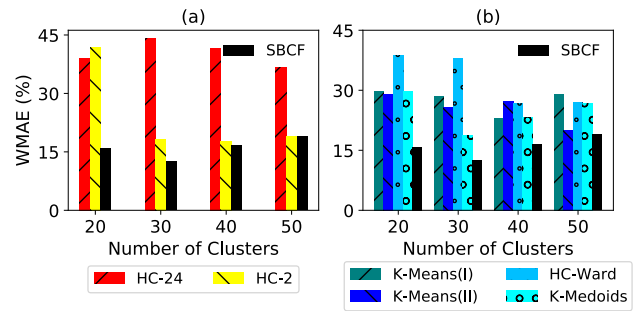 (a)
(b)
45
30
15
0
WMAE (%)
SBCF
20
30
40
50
Number of Clusters
HC-24
HC-2
45
30
15
0
SBCF
20
30
40
50
Number of Clusters
K-Means(I)
HC-Ward
K-Means(II)
K-Medoids